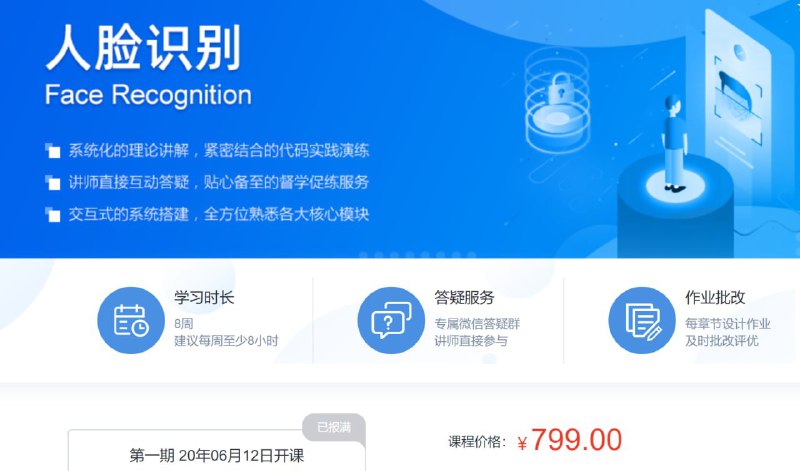 人脸识别
Face Recognition
系统化的理论讲解，紧密结合的代码实践演练
讲师直接互动答疑，贴心备至的督学促练服务
交互式的系统搭建，全方位熟悉各大核心模块
学习时长
8周
建议每周至少8小时
答疑服务
专属微信答疑群
讲师直接参与
作业批改
每章节设计作业
及时批改评优
已报满
第一期 20年06月12日开课
课程价格： ¥ 799.00